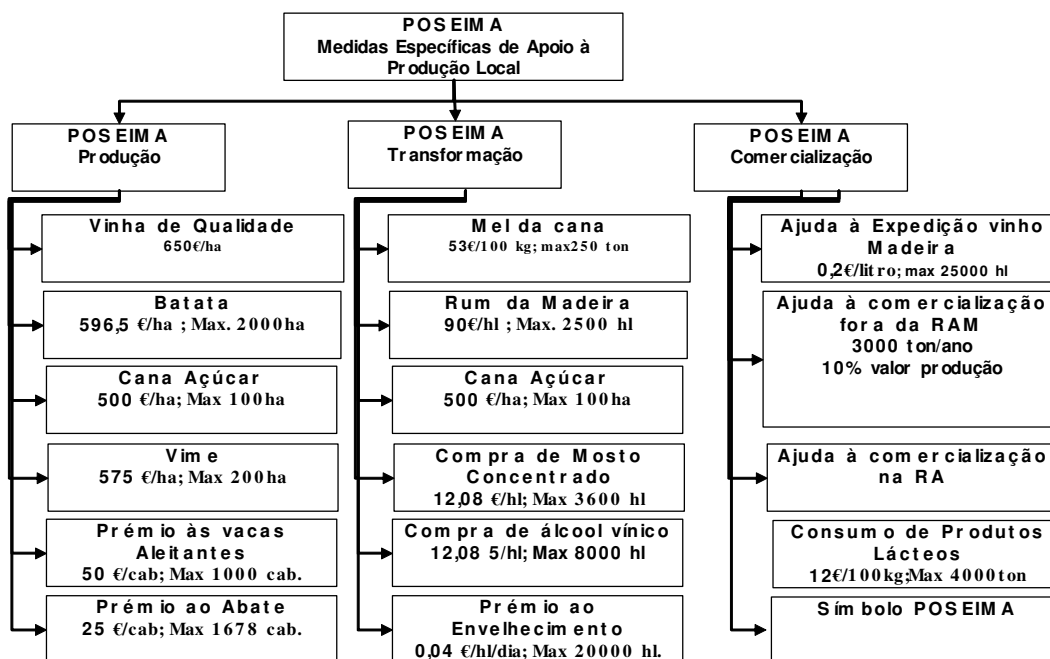 POSEIMA
Medidas Específicas de Apoio à
Produção Local
POSEIMA
Produção
Vinha de Qualidade
650€/ha
Batata
596,5 €/ha ; Max. 2000ha
Cana Açúcar
500 €/ha; Max 100ha
Vime
575 €/ha; Max 200ha
Prémio às vacas
Aleitantes
50 €/cab; Max 1000 cab.
Prémio ao Abate
25 €/cab; Max 1678 cab.
POSEIMA
Transformação
Mel da cana
53€/100 kg; max250 ton
Rum da Madeira
90€/hl ; Max. 2500 hl
Cana Açúcar
500 €/ha; Max 100ha
Compra de Mosto
Concentrado
12,08 €/hl; Max 3600 hl
Compra de álcool vínico
12,08 5/hl; Max 8000 hl
Prémio ao
Envelhecimento
0,04 €/hl/dia; Max 20000 hl.
POSEIMA
Comercialização
Ajuda à Expedição vinho
Madeira
0,2€/litro; max 25000 hl
Ajuda à comercialização
fora da RAM
3000 ton/ano
10% valor produção
Ajuda à comercialização
na RA
Consumo de Produtos
Lácteos
12€/100kg;Max 4000ton
Símbolo POSEIMA